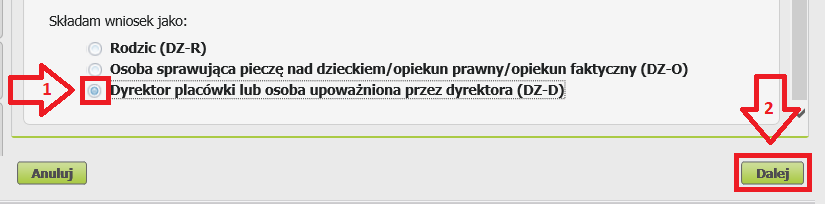 Składam wniosek jako:
Rodzic (DZ-R)
Osoba sprawująca pieczę nad dzieckiem/opiekun prawny/opiekun faktyczny (DZ-O)
1
Dyrektor placówki lub osoba upoważniona przez dyrektora (DZ-D)
2
Anuluj
Dalej